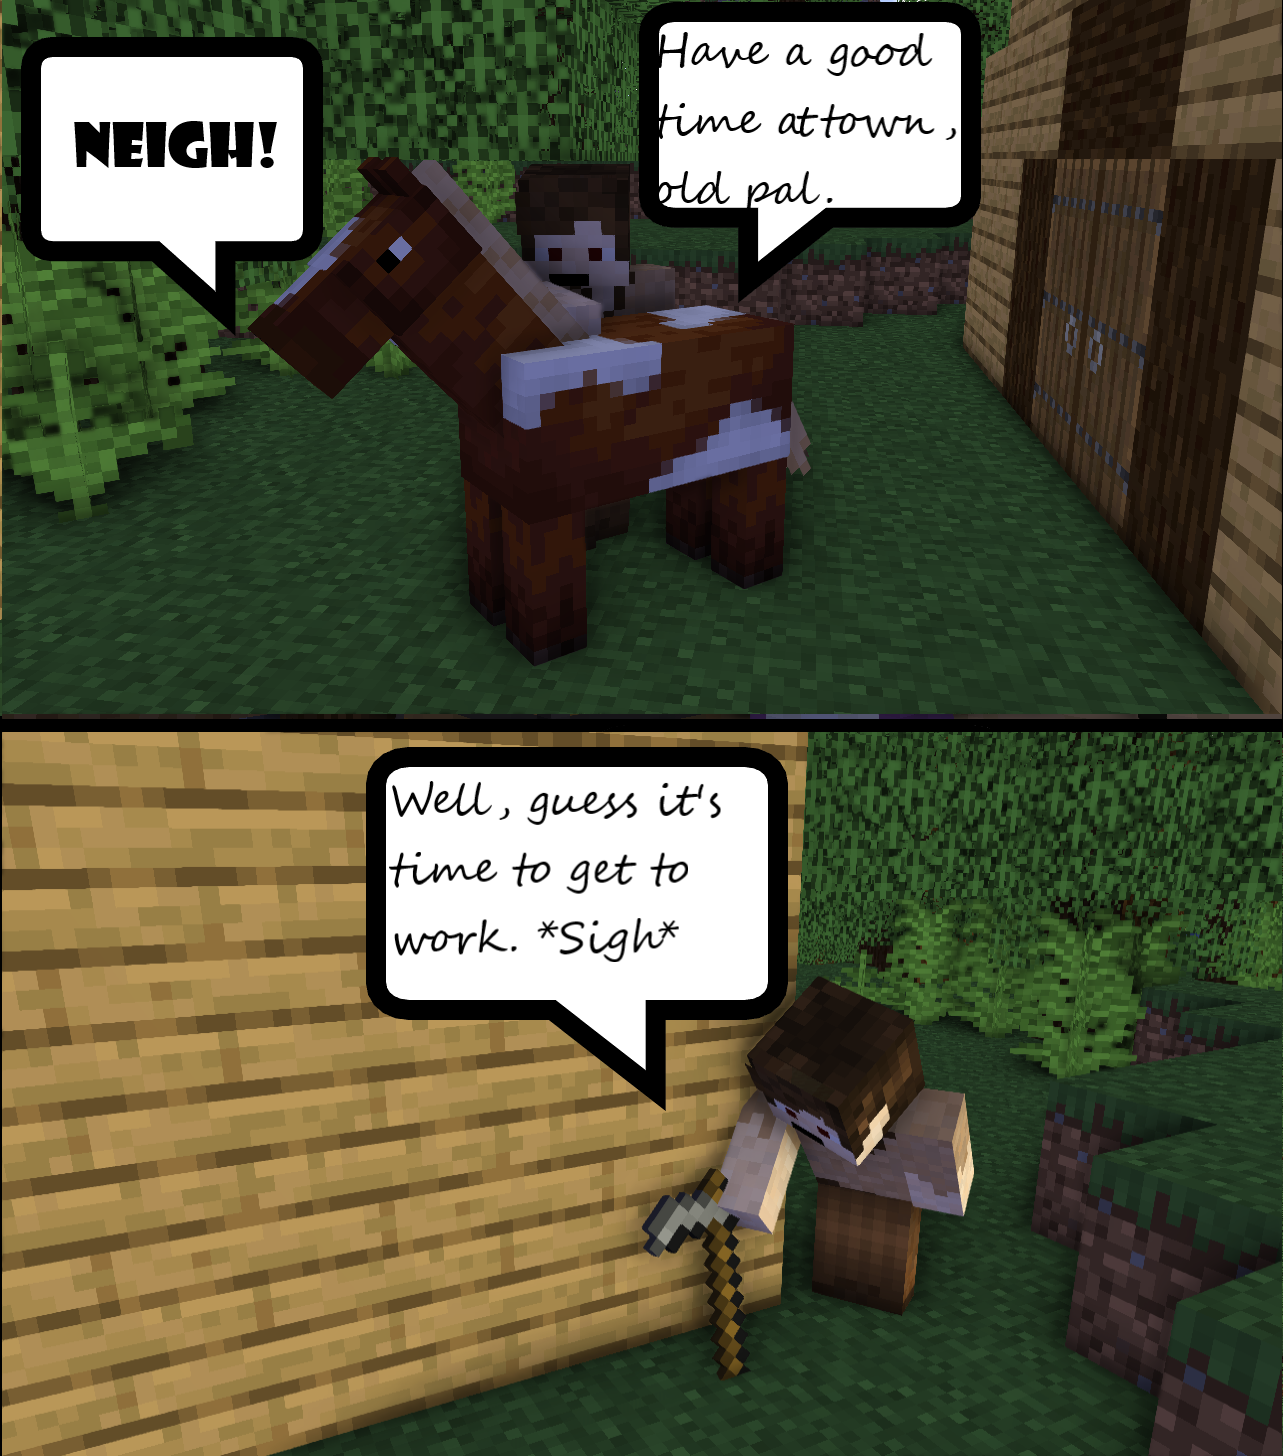 NEIGH!
Have a good
time at town,
old pal.
Well, guess it's
time to get to
work. *Sigh*